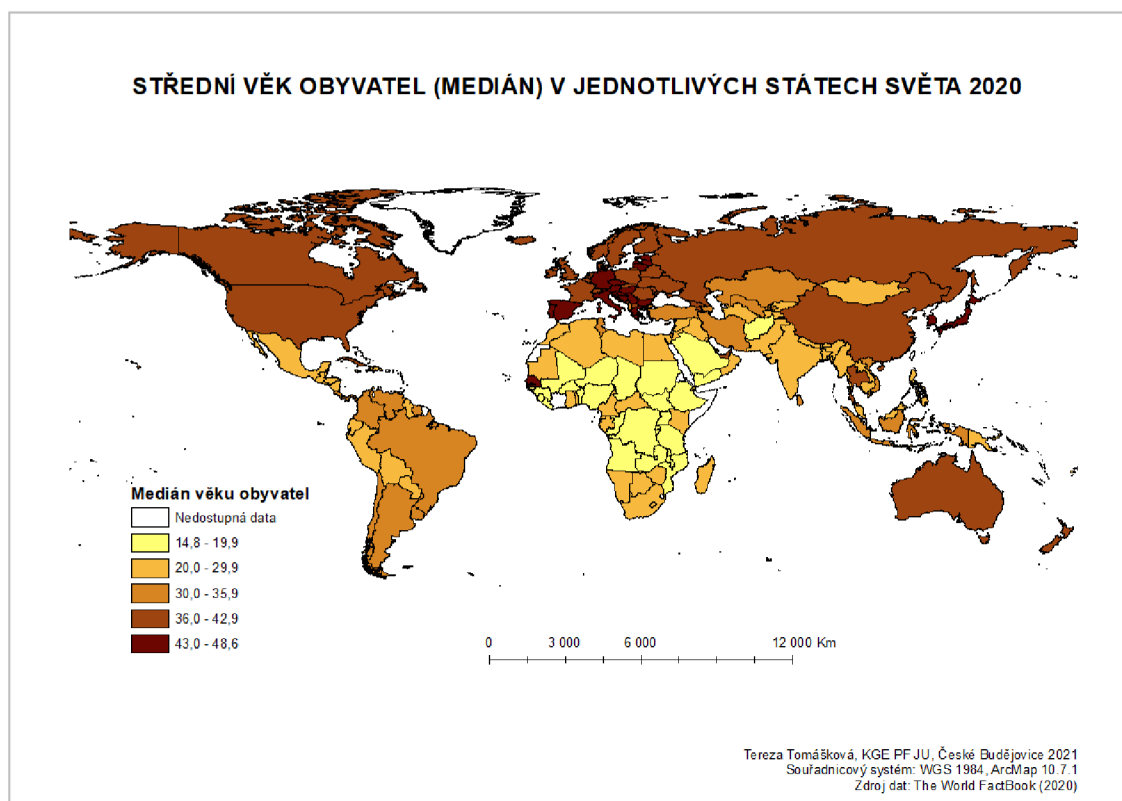 STŘEDNÍ VĚK OBYVATEL (MEDIÁN) V JEDNOTLIVÝCH STÁTECH SVĚTA 2020
Medián věku obyvatel
Nedostupná data
14,8 - 19,9
20,0 - 29,9
30,0 - 35,9
36,0 - 42,9
43,0 - 48,6
0 3 000 6 000 12 000 Km
Tereza Tomášková, KGE PF JU, České Budějovice 2021
Souřadnicový systém: WGS 1984, ArcMap 10.7.1
Zdroj dat: The World FactBook (2020)